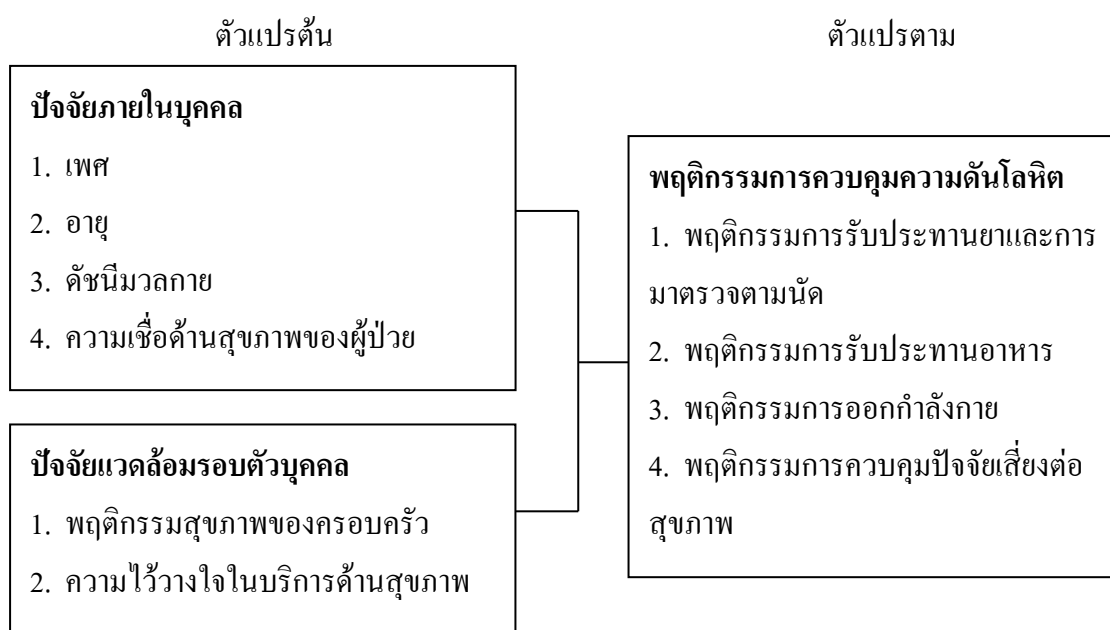 ตัวแปรต้น
ตัวแปรตาม
ปัจจัยภายในบุคคล
1. เพศ
2. อายุ
3. ดัชนีมวลกาย
4. ความเชื่อด้านสุขภาพของผู้ป่วย
ปัจจัยแวดล้อมรอบตัวบุคคล
1. พฤติกรรมสุขภาพของครอบครัว
2. ความไว้วางใจในบริการด้านสุขภาพ
พฤติกรรมการควบคุมความดันโลหิต
1. พฤติกรรมการรับประทานยาและการ
มาตรวจตามนัด
2. พฤติกรรมการรับประทานอาหาร
3. พฤติกรรมการออกกำลังกาย
4. พฤติกรรมการควบคุมปัจจัยเสี่ยงต่อ
สุขภาพ